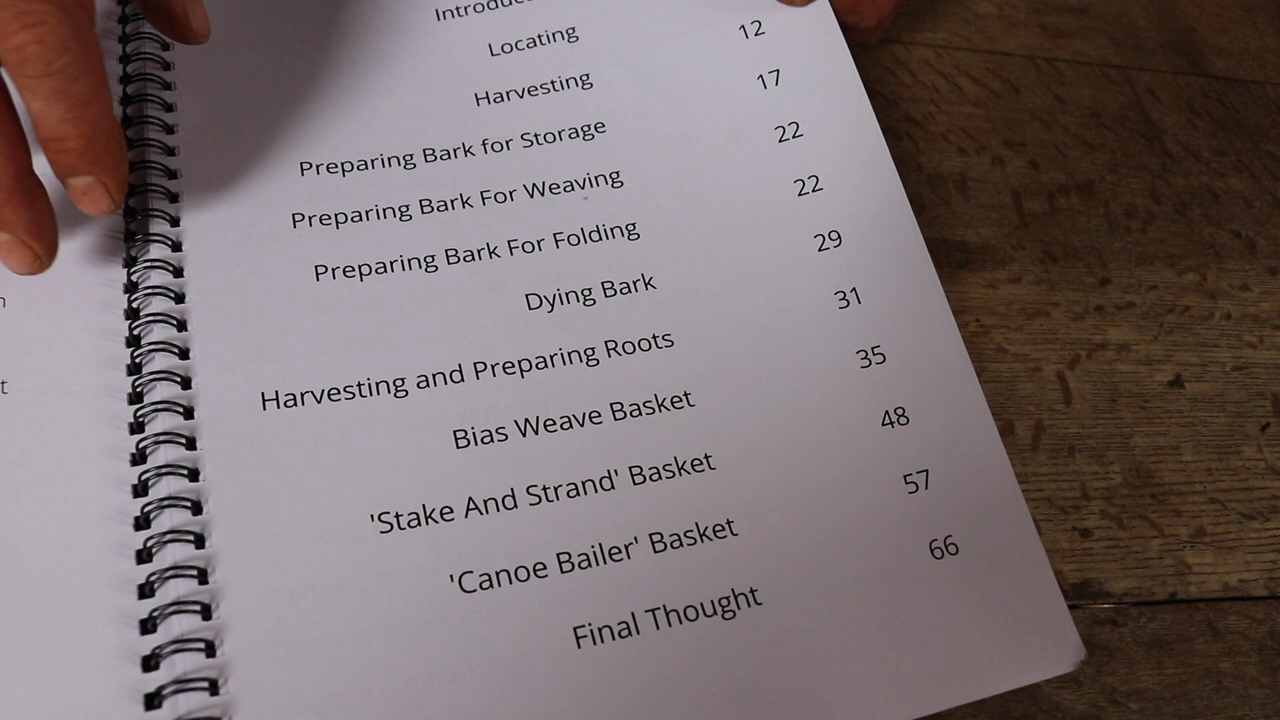 Locating
Harvesting 12
Preparing Bark for Storage 17
Preparing Bark For Weaving 22
Preparing Bark For Folding 22
Dying Bark 29
Harvesting and Preparing Roots 31
Bias Weave Basket 35
'Stake And Strand' Basket 48
'Canoe Bailer' Basket 57
Final Thought 66